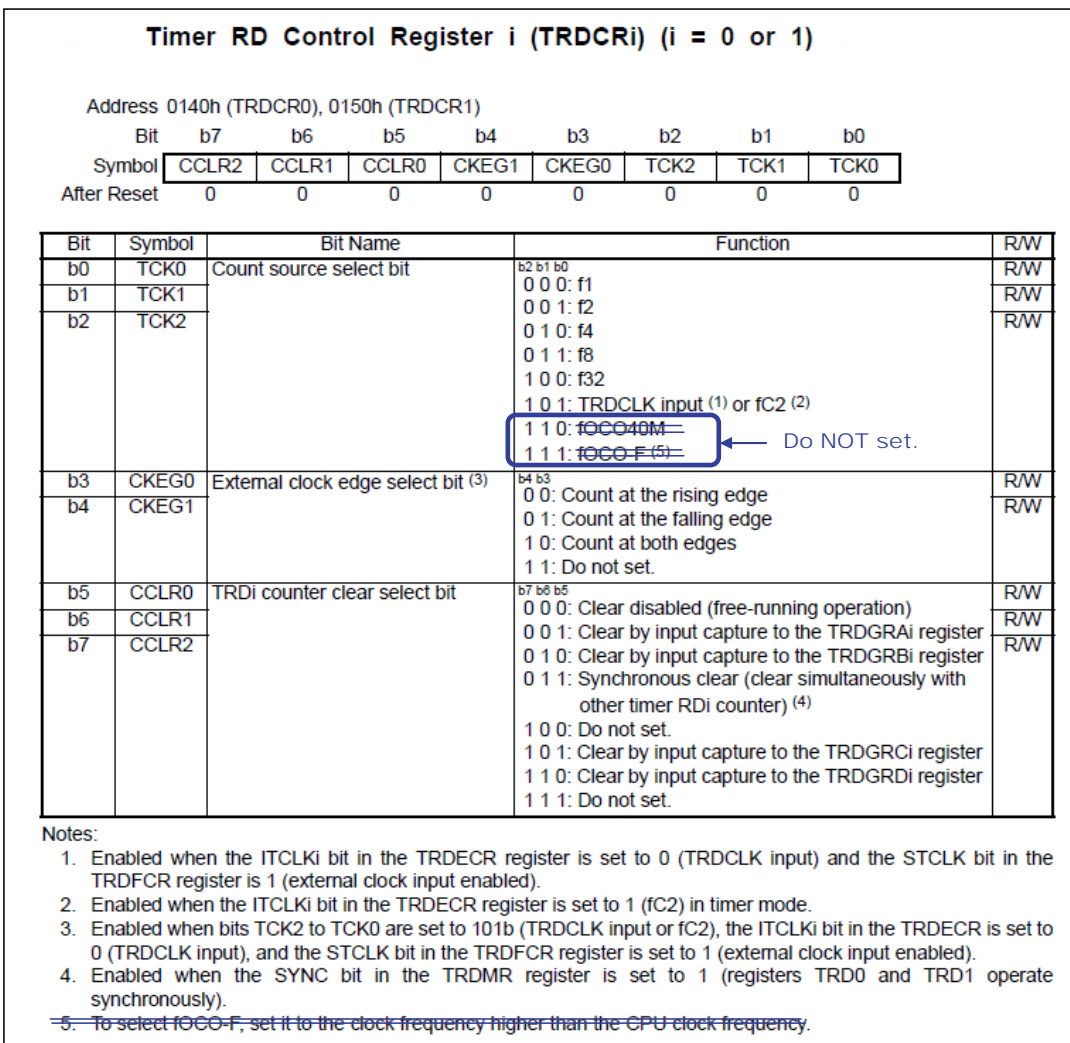 Timer RD Control Register i (TRDCRi) (i = 0 or 1)
Address 0140h (TRDCR0), 0150h (TRDCR1)
Bit b7 b6 b5 b4 b3 b2 b1 b0
Symbol CCLR2 CCLR1 CCLR0 CKEG1 CKEG0 TCK2 TCK1 TCK0
After Reset 0 0 0 0 0 0 0 0
Bit Symbol Bit Name Function R/W
b0 TCK0 Count source select bit b2 b1 b0 R/W
0 0 0: f1
b1 TCK1 R/W
0 0 1: f2
b2 TCK2 R/W
0 1 0: f4
0 1 1: f8
1 0 0: f32
1 0 1: TRDCLK input (1) or fC2 (2)
1 1 0: fOCO40M
Do NOT set.
1 1 1: fOCO-F (5)
b3 CKEG0 External clock edge select bit (3) b4 b3 R/W
0 0: Count at the rising edge
b4 CKEG1 R/W
0 1: Count at the falling edge
1 0: Count at both edges
1 1: Do not set.
b5 CCLR0 TRDi counter clear select bit b7 b6 b5 R/W
0 0 0: Clear disabled (free-running operation)
b6 CCLR1 R/W
0 0 1: Clear by input capture to the TRDGRAi register
b7 CCLR2 R/W
0 1 0: Clear by input capture to the TRDGRBi register
0 1 1: Synchronous clear (clear simultaneously with
other timer RDi counter) (4)
1 0 0: Do not set.
1 0 1: Clear by input capture to the TRDGRCi register
1 1 0: Clear by input capture to the TRDGRDi register
1 1 1: Do not set.
Notes:
1. Enabled when the ITCLKi bit in the TRDECR register is set to 0 (TRDCLK input) and the STCLK bit in the
TRDFCR register is 1 (external clock input enabled).
2. Enabled when the ITCLKi bit in the TRDECR register is set to 1 (fC2) in timer mode.
3. Enabled when bits TCK2 to TCK0 are set to 101b (TRDCLK input or fC2), the ITCLKi bit in the TRDECR is set to
0 (TRDCLK input), and the STCLK bit in the TRDFCR register is set to 1 (external clock input enabled).
4. Enabled when the SYNC bit in the TRDMR register is set to 1 (registers TRD0 and TRD1 operate
synchronously).
5. To select fOCO-F, set it to the clock frequency higher than the CPU clock frequency.